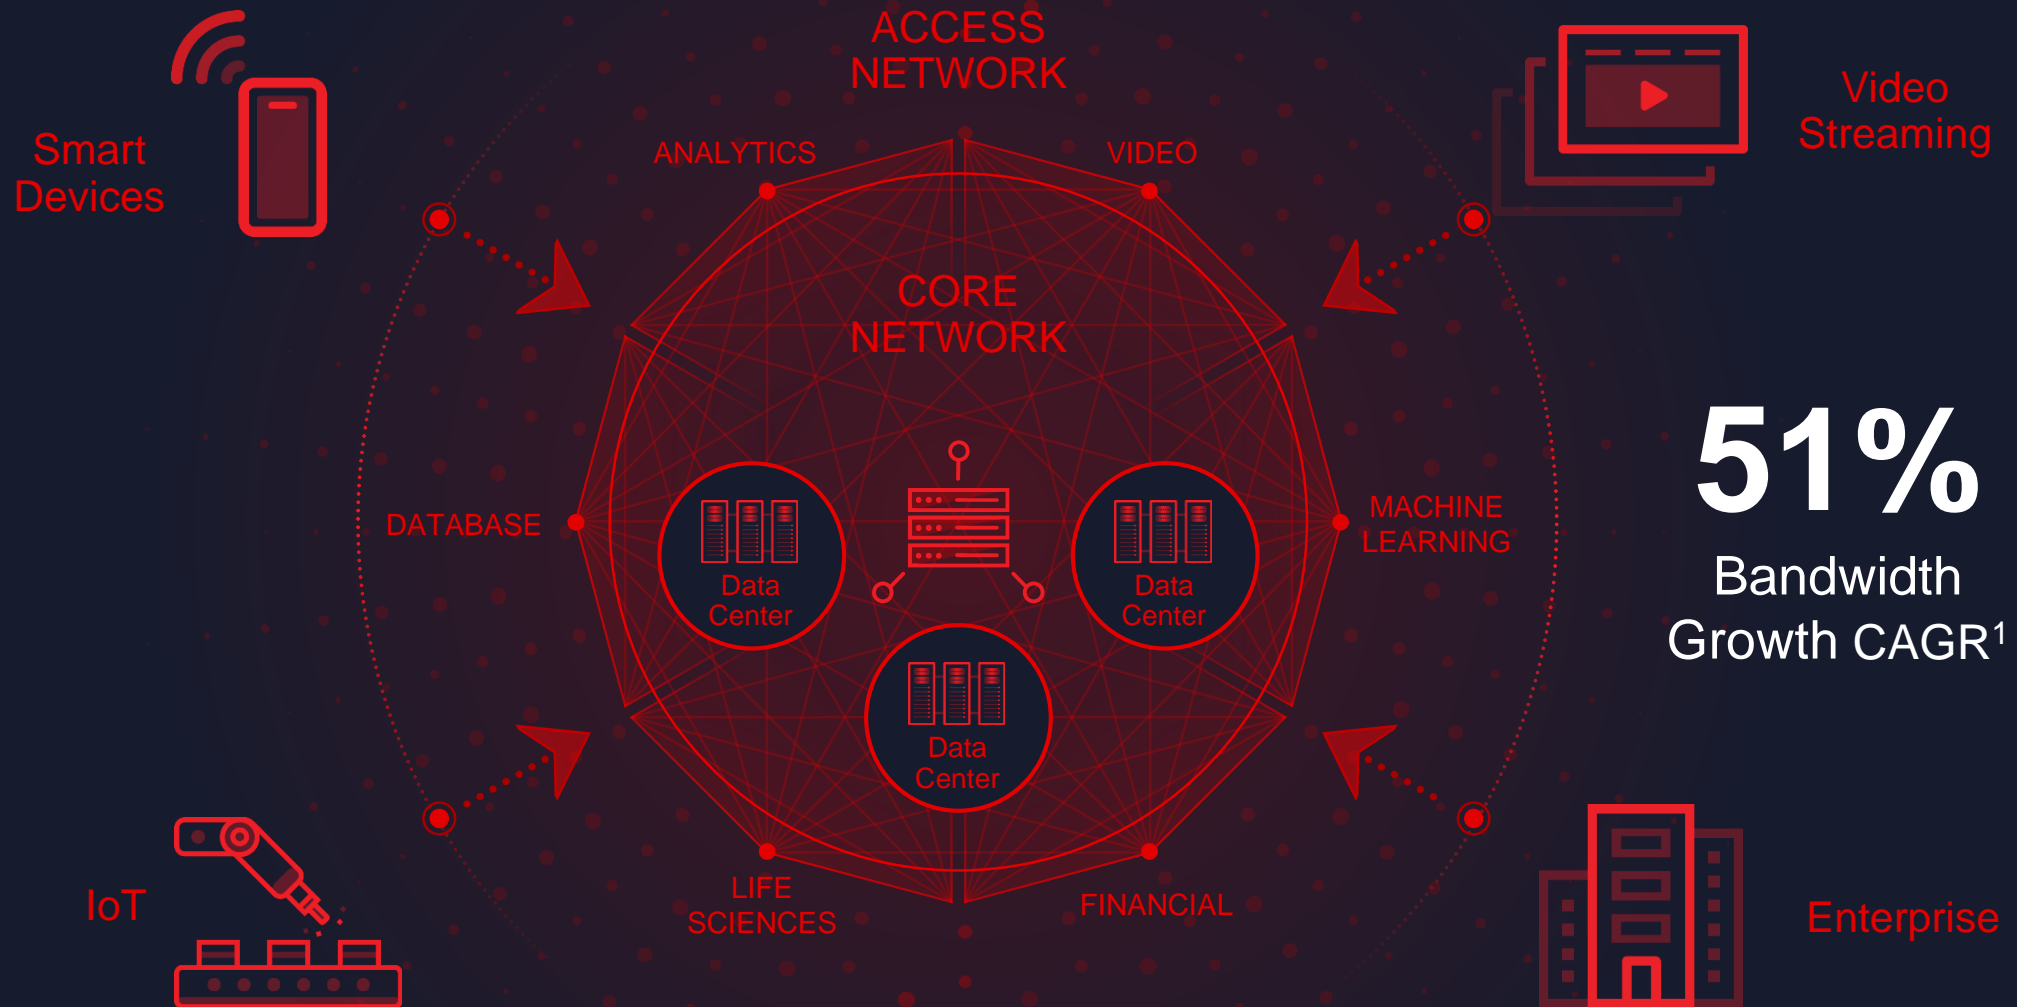 ACCESS
NETWORK
Smart
Devices
Video
Streaming
ANALYTICS
VIDEO
CORE
NETWORK
DATABASE
MACHINE
LEARNING
51%
Bandwidth
Growth CAGR¹
Data
Center
Data
Center
Data
Center
LIFE
SCIENCES
FINANCIAL
IoT
Enterprise